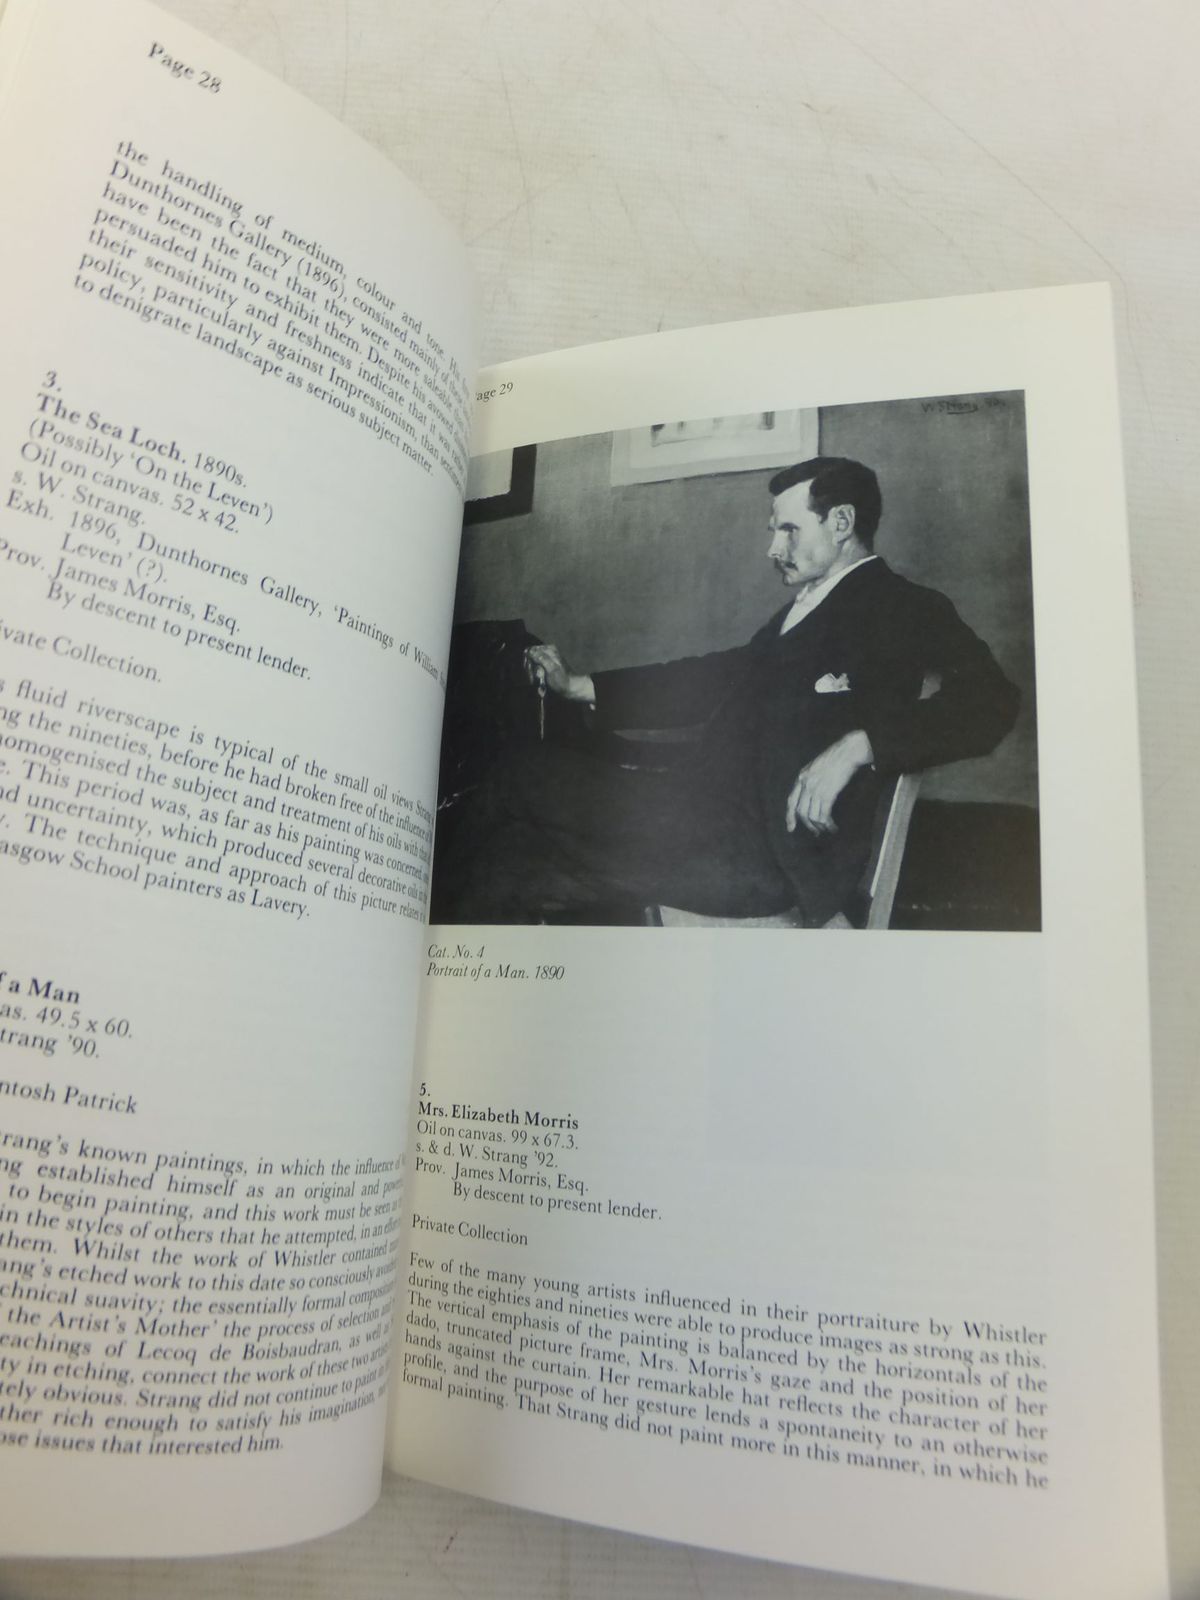 Page 28
the handling of medium, colour and tone. His
Dunthornes Gallery (1896), consisted mainly of these
have been the fact that they were more saleable
persuaded him to exhibit them. Despite his avowed
their sensitivity and freshness indicate that it was rather
policy, particularly against Impressionism, than
to denigrate landscape as serious subject matter.
3.
The Sea Loch. 1890s.
(Possibly ‘On the Leven’)
Oil on canvas. 52 x 42.
s. W. Strang.
Exh. 1896, Dunthornes Gallery, ‘Paintings of William
Leven’ (?).
Prov. James Morris, Esq.
By descent to present lender.
Collection.
fluid riverscape is typical of the small oil views Strang
the nineties, before he had broken free of the influence of
homogenised the subject and treatment of his oils with
This period was, as far as his painting was concerned,
uncertainty, which produced several decorative oils
The technique and approach of this picture relates
School painters as Lavery.
of a Man
49.5 x 60.
Strang ’90.
Patrick
known paintings, in which the influence of
established himself as an original and
to begin painting, and this work must be seen as
in the styles of others that he attempted, in an effort
them. Whilst the work of Whistler contained
etched work to this date so consciously avoided
suavity; the essentially formal composition
the Artist’s Mother’ the process of selection and
teachings of Lecoq de Boisbaudran, as well as
in etching, connect the work of these two artists
obvious. Strang did not continue to paint in
rich enough to satisfy his imagination,
issues that interested him.
Page 29
W Strang
Cat. No. 4
Portrait of a Man. 1890
5.
Mrs. Elizabeth Morris
Oil on canvas. 99 x 67.3.
s. & d. W. Strang ’92.
Prov. James Morris, Esq.
By descent to present lender.
Private Collection
Few of the many young artists influenced in their portraiture by Whistler
during the eighties and nineties were able to produce images as strong as this.
The vertical emphasis of the painting is balanced by the horizontals of the
dado, truncated picture frame, Mrs. Morris’s gaze and the position of her
hands against the curtain. Her remarkable hat reflects the character of her
profile, and the purpose of her gesture lends a spontaneity to an otherwise
formal painting. That Strang did not paint more in this manner, in which he